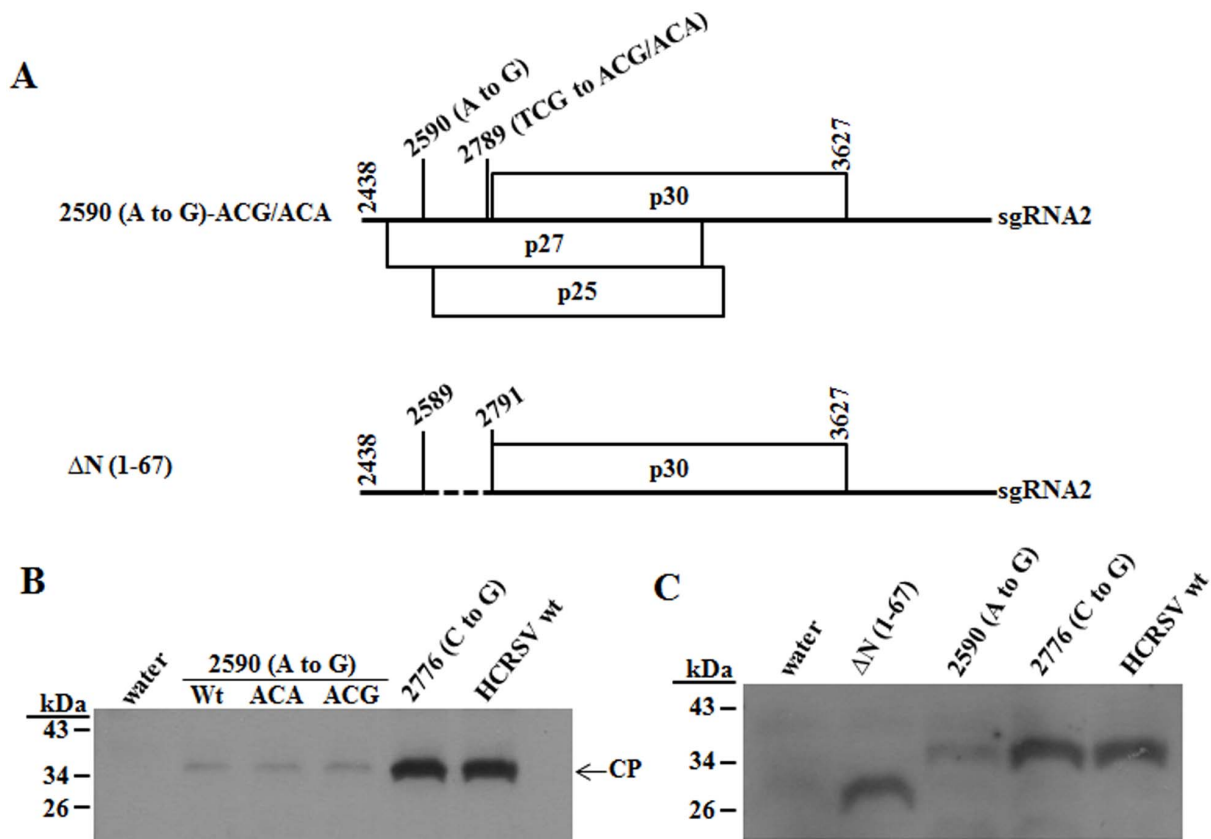 A
2590 (A to G)
2789 (TCG to ACG/ACA)
2438
3627
2590 (A to G)-ACG/ACA
p30
sgRNA2
p27
p25
2589
2791
2438
3627
ΔN (1-67)
p30
sgRNA2
B
water
2590 (A to G)
Wt ACA ACG
2776 (C to G)
HCRSV wt
kDa
43
34
26
CP
C
water
ΔN (1-67)
2590 (A to G)
2776 (C to G)
HCRSV wt
kDa
43
34
26